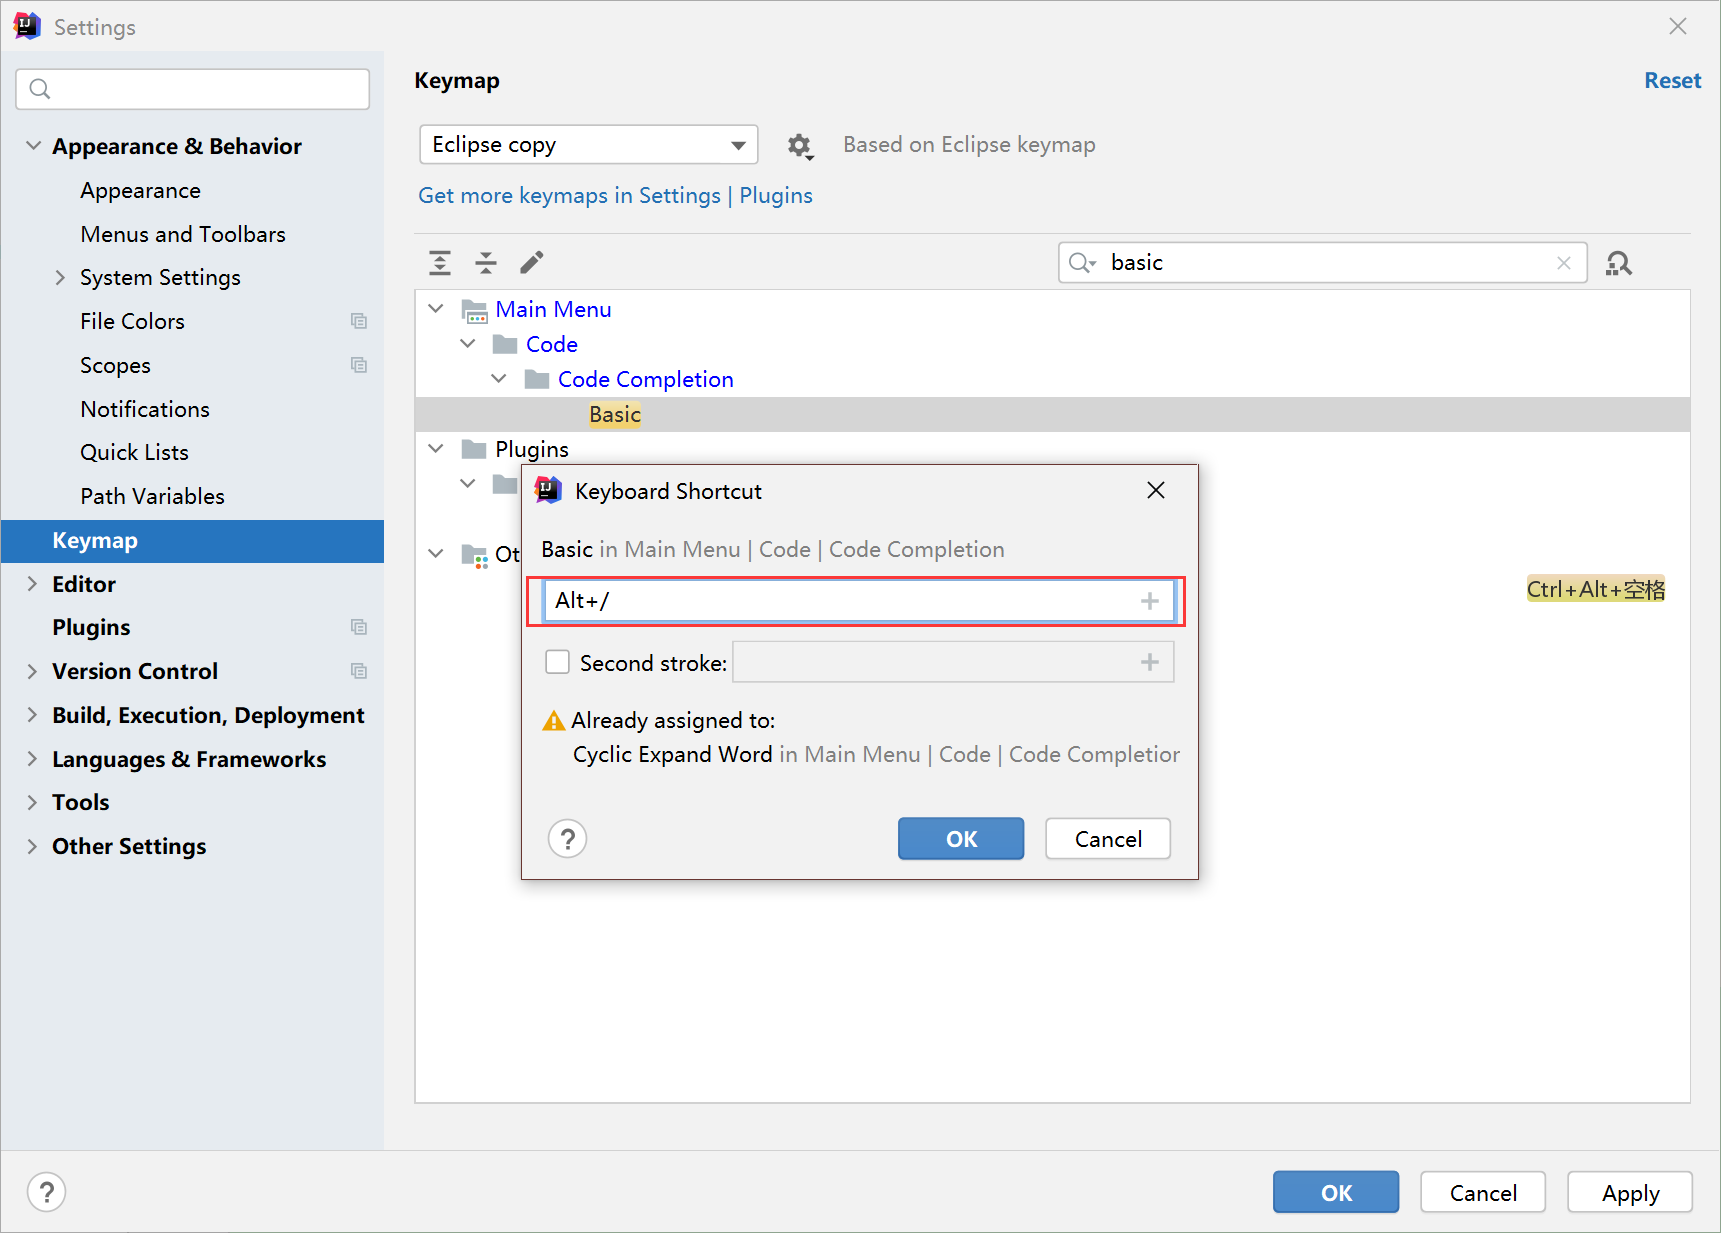 Settings
Appearance & Behavior
Appearance
Menus and Toolbars
System Settings
File Colors
Scopes
Notifications
Quick Lists
Path Variables
Keymap
Editor
Plugins
Version Control
Build, Execution, Deployment
Languages & Frameworks
Tools
Other Settings
Keymap
Reset
Eclipse copy
Based on Eclipse keymap
Get more keymaps in Settings | Plugins
basic
Main Menu
Code
Code Completion
Basic
Plugins
Ot
Ctrl+Alt+空格
IJ Keyboard Shortcut
Basic in Main Menu | Code | Code Completion
Alt+/
Second stroke:
Already assigned to:
Cyclic Expand Word in Main Menu | Code | Code Completior
? OK Cancel
? OK Cancel Apply